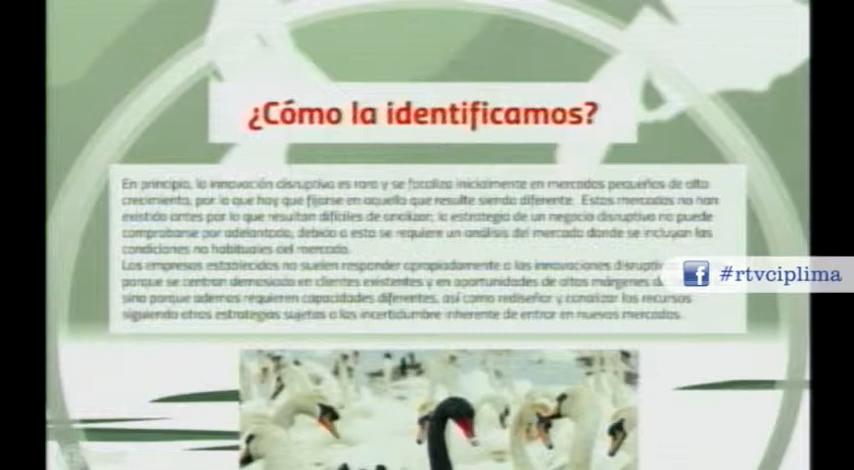 ¿Cómo la identificamos?
En principio, la innovación disruptiva es rara y se focaliza inicialmente en mercados pequeños de alto
crecimiento, por lo que hay que fijarse en aquello que resulte siendo diferente. Estos mercados no han
existido antes por lo que resultan difíciles de analizar; la estrategia de un negocio disruptivo no puede
comprobarse por adelantado, debido a esto se requiere un análisis del mercado donde se incluyan las
condiciones no habituales del mercado.
Las empresas establecidas no suelen responder apropiadamente a las innovaciones
porque se centran demasiado en clientes existentes y en oportunidades de altos márgenes
sino porque además requieren capacidades diferentes, así como rediseñar y canalizar los recursos
siguiendo otras estrategias sujetas a las incertidumbre inherente de entrar en nuevos mercados.
#rtvciplima